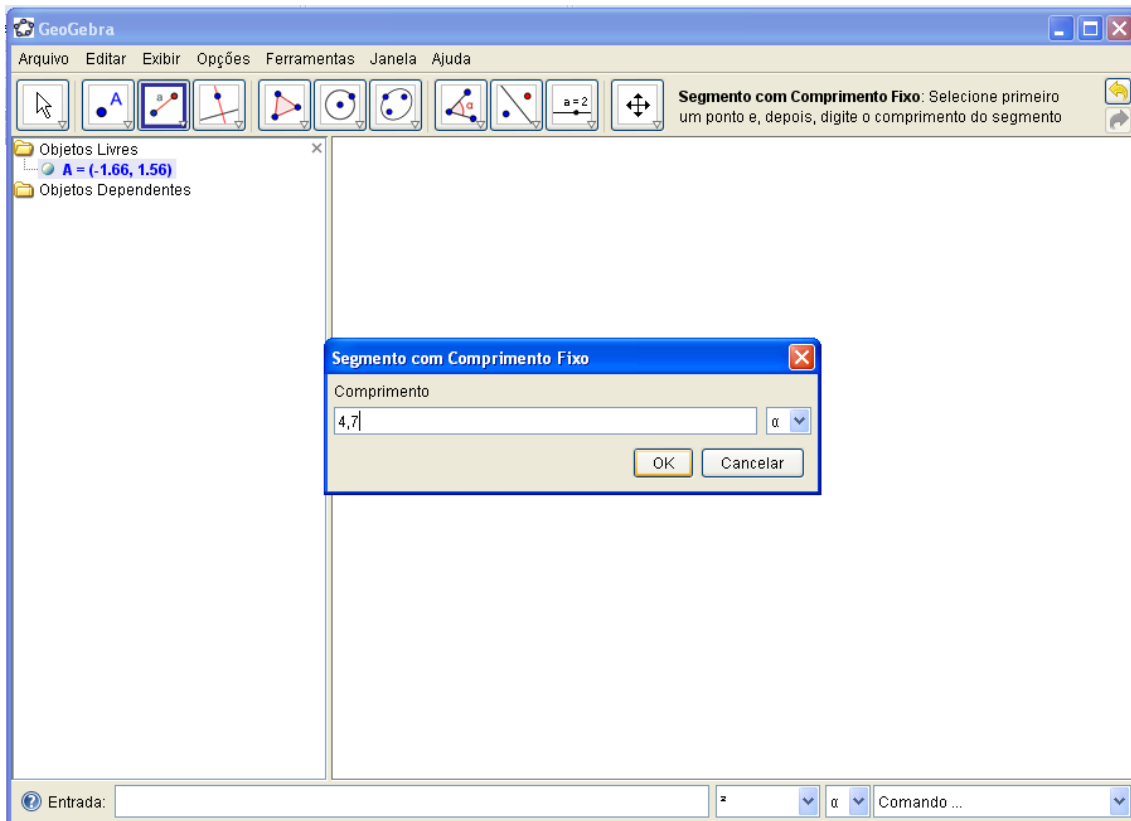 GeoGebra
Arquivo Editar Exibir Opções Ferramentas Janela Ajuda
A a α a = 2
Segmento com Comprimento Fixo: Selecione primeiro
um ponto e, depois, digite o comprimento do segmento
Objetos Livres
A = (-1.66, 1.56)
Objetos Dependentes
Segmento com Comprimento Fixo
Comprimento
4,7 α
OK Cancelar
Entrada: ² α Comando ...